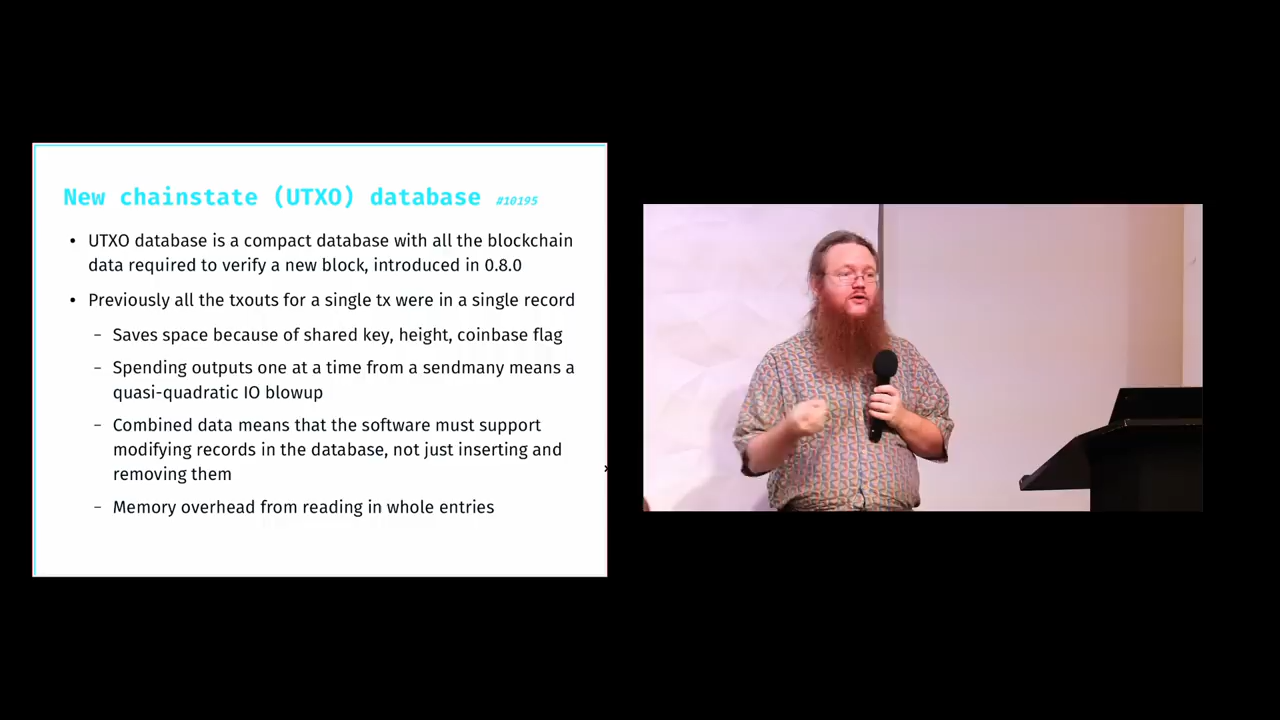 New chainstate (UTXO) database #10195
• UTXO database is a compact database with all the blockchain
data required to verify a new block, introduced in 0.8.0
• Previously all the txouts for a single tx were in a single record
– Saves space because of shared key, height, coinbase flag
– Spending outputs one at a time from a sendmany means a
quasi-quadratic IO blowup
– Combined data means that the software must support
modifying records in the database, not just inserting and
removing them
– Memory overhead from reading in whole entries